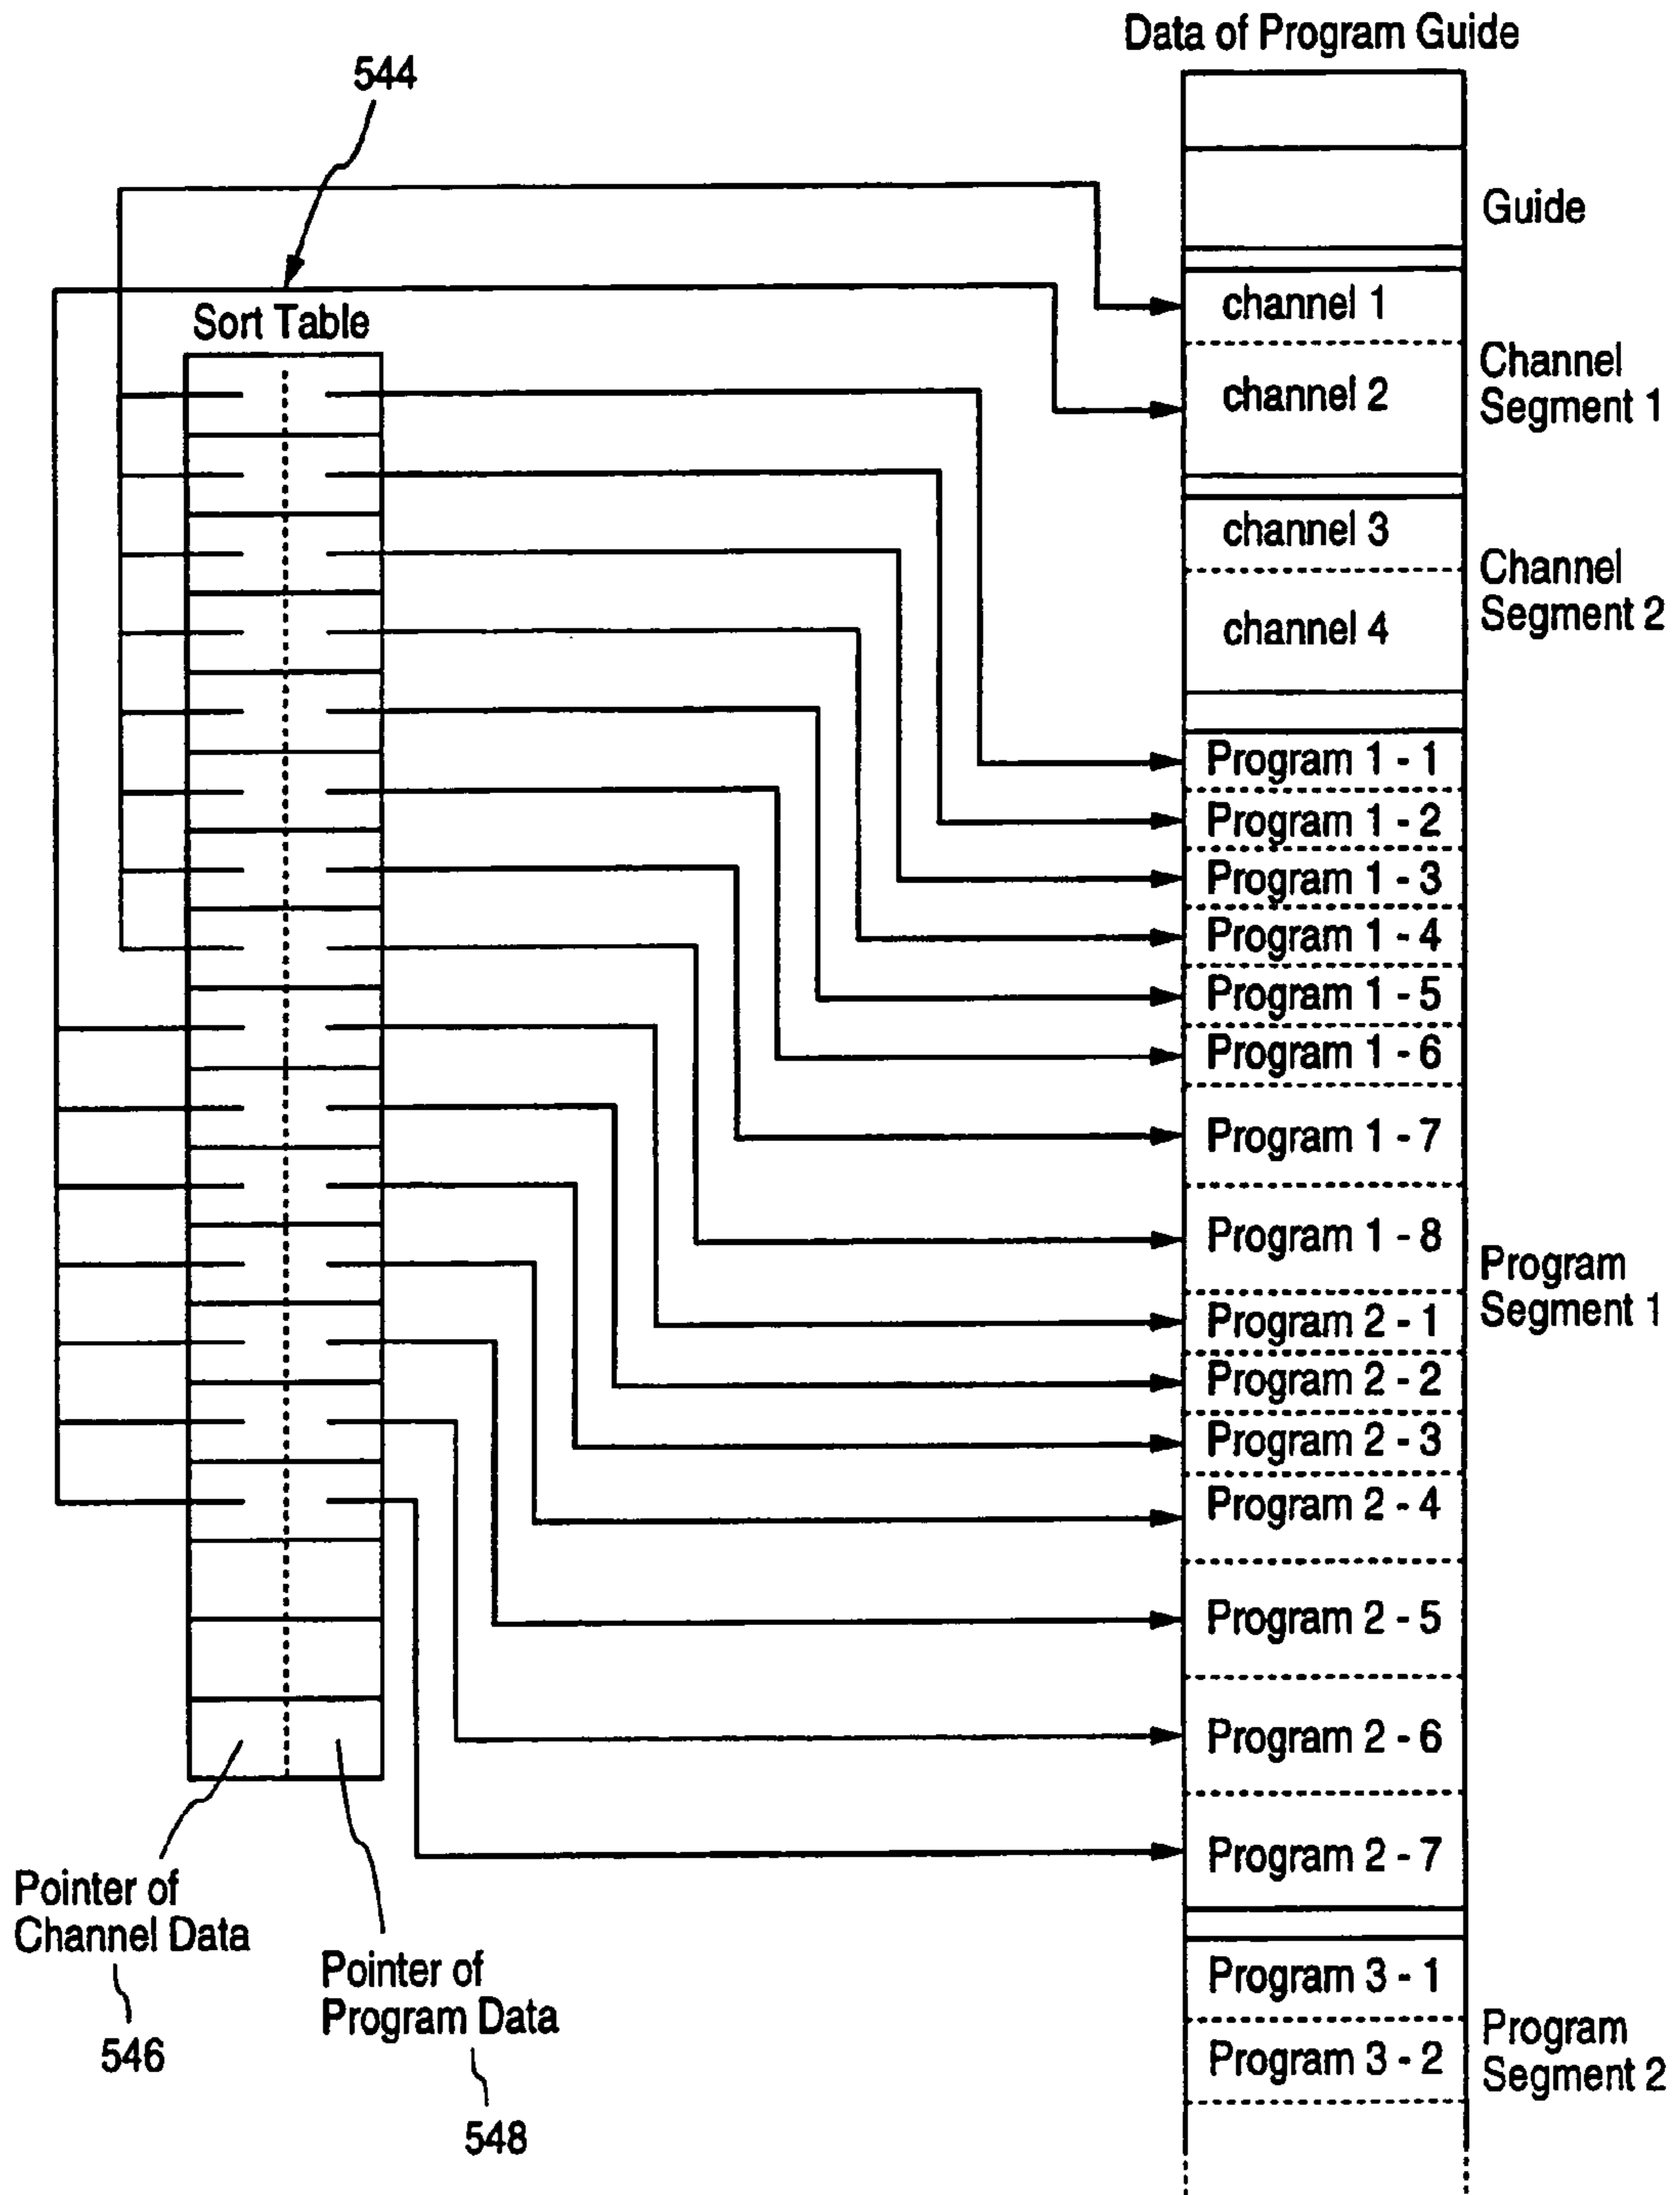 Data of Program Guide
544
Guide
Sort Table
channel 1
channel 2
Channel
Segment 1
channel 3
channel 4
Channel
Segment 2
Program 1 - 1
Program 1 - 2
Program 1 - 3
Program 1 - 4
Program 1 - 5
Program 1 - 6
Program 1 - 7
Program 1 - 8
Program 2 - 1
Program 2 - 2
Program 2 - 3
Program 2 - 4
Program 2 - 5
Program 2 - 6
Program 2 - 7
Program
Segment 1
Pointer of
Channel Data
546
Pointer of
Program Data
548
Program 3 - 1
Program 3 - 2
Program
Segment 2